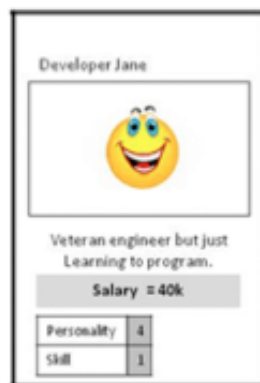 Developer Jane
Veteran engineer but just
Learning to program.
Salary = 40k
Personality 4
Skill 1